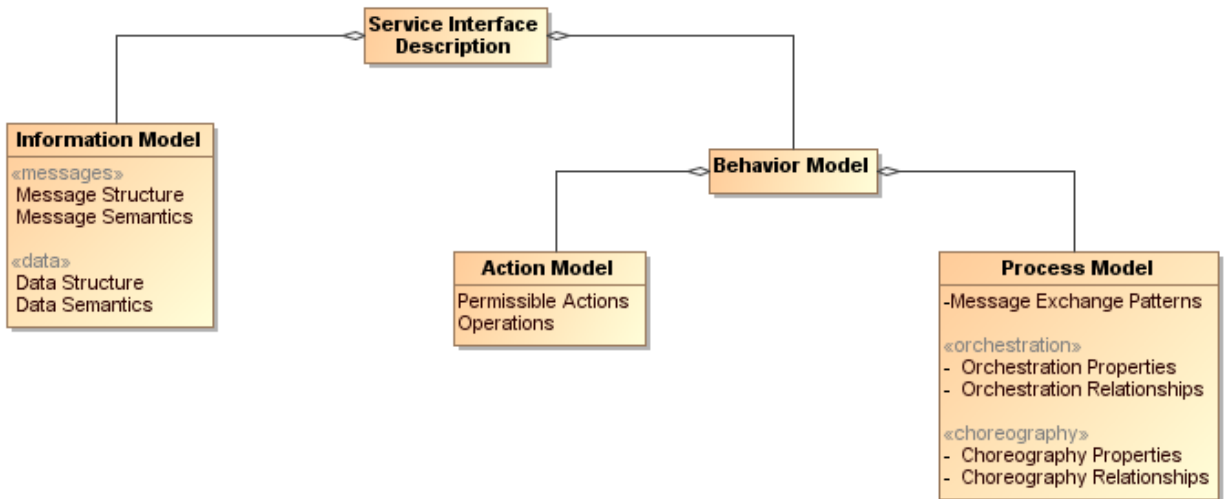 Service Interface
Description
Information Model
«messages»
Message Structure
Message Semantics
«data»
Data Structure
Data Semantics
Behavior Model
Action Model
Permissible Actions
Operations
Process Model
-Message Exchange Patterns
«orchestration»
- Orchestration Properties
- Orchestration Relationships
«choreography»
- Choreography Properties
- Choreography Relationships